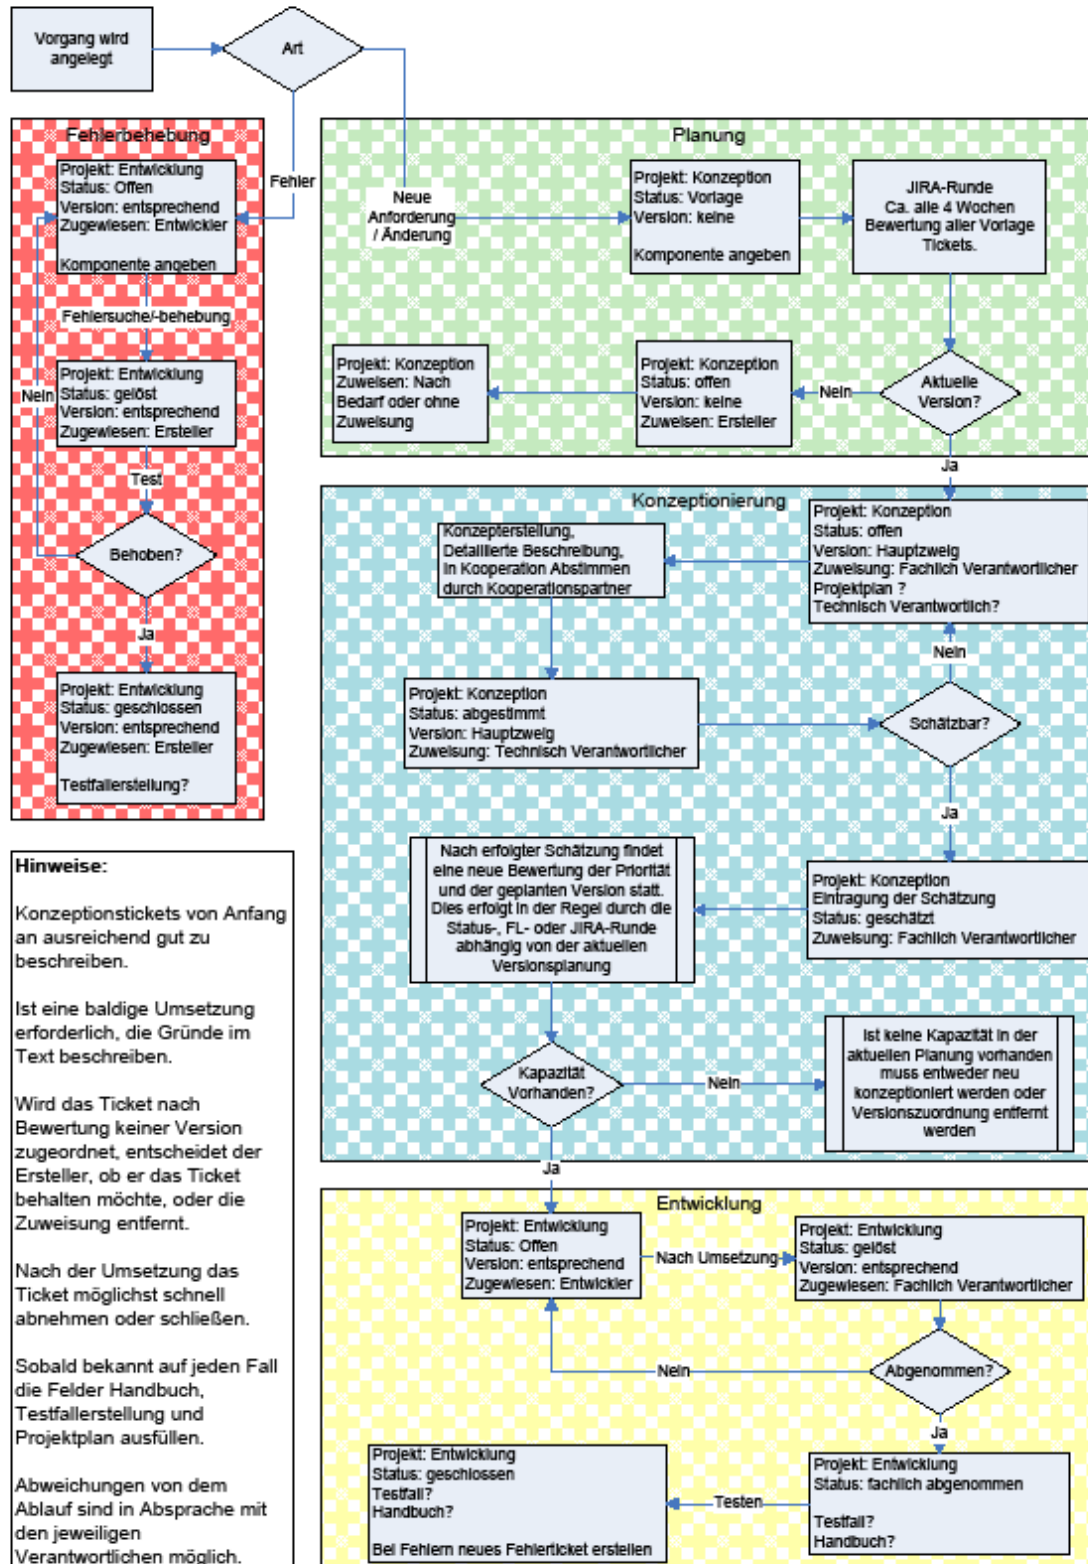 Vorgang wird
angelegt
Art
Fehler
Neue
Anforderung
/ Änderung
Fehlerbehebung
Projekt: Entwicklung
Status: Offen
Version: entsprechend
Zugewiesen: Entwickler
Komponente angeben
Fehlersuche/-behebung
Projekt: Entwicklung
Status: gelöst
Version: entsprechend
Zugewiesen: Ersteller
Nein
Test
Behoben?
Ja
Projekt: Entwicklung
Status: geschlossen
Version: entsprechend
Zugewiesen: Ersteller
Testfallerstellung?
Planung
Projekt: Konzeption
Status: Vorlage
Version: keine
Komponente angeben
JIRA-Runde
Ca. alle 4 Wochen
Bewertung aller Vorlage
Tickets.
Aktuelle
Version?
Nein
Projekt: Konzeption
Status: offen
Version: keine
Zuweisen: Ersteller
Projekt: Konzeption
Zuweisen: Nach
Bedarf oder ohne
Zuweisung
Ja
Konzeptionierung
Projekt: Konzeption
Status: offen
Version: Hauptzweig
Zuweisung: Fachlich Verantwortlicher
Projektplan ?
Technisch Verantwortlich?
Konzepterstellung,
Detaillierte Beschreibung,
in Kooperation Abstimmen
durch Kooperationspartner
Nein
Projekt: Konzeption
Status: abgestimmt
Version: Hauptzweig
Zuweisung: Technisch Verantwortlicher
Schätzbar?
Ja
Projekt: Konzeption
Eintragung der Schätzung
Status: geschätzt
Zuweisung: Fachlich Verantwortlicher
Nach erfolgter Schätzung findet
eine neue Bewertung der Priorität
und der geplanten Version statt.
Dies erfolgt in der Regel durch die
Status-, FL- oder JIRA-Runde
abhängig von der aktuellen
Versionsplanung
Kapazität
Vorhanden?
Nein
Ist keine Kapazität in der
aktuellen Planung vorhanden
muss entweder neu
konzeptioniert werden oder
Versionszuordnung entfernt
werden
Ja
Entwicklung
Projekt: Entwicklung
Status: Offen
Version: entsprechend
Zugewiesen: Entwickler
Nach Umsetzung
Projekt: Entwicklung
Status: gelöst
Version: entsprechend
Zugewiesen: Fachlich Verantwortlicher
Abgenommen?
Nein
Ja
Projekt: Entwicklung
Status: fachlich abgenommen
Testfall?
Handbuch?
Testen
Projekt: Entwicklung
Status: geschlossen
Testfall?
Handbuch?
Bei Fehlern neues Fehlerticket erstellen
Hinweise:
Konzeptionstickets von Anfang
an ausreichend gut zu
beschreiben.
Ist eine baldige Umsetzung
erforderlich, die Gründe im
Text beschreiben.
Wird das Ticket nach
Bewertung keiner Version
zugeordnet, entscheidet der
Ersteller, ob er das Ticket
behalten möchte, oder die
Zuweisung entfernt.
Nach der Umsetzung das
Ticket möglichst schnell
abnehmen oder schließen.
Sobald bekannt auf jeden Fall
die Felder Handbuch,
Testfallerstellung und
Projektplan ausfüllen.
Abweichungen von dem
Ablauf sind in Absprache mit
den jeweiligen
Verantwortlichen möglich.